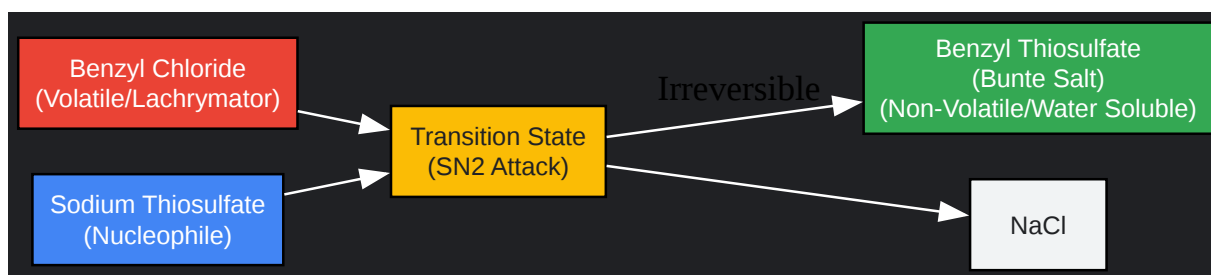 Benzyl Chloride
(Volatile/Lachrymator)
Sodium Thiosulfate
(Nucleophile)
Transition State
(SN2 Attack)
Irreversible
Benzyl Thiosulfate
(Bunte Salt)
(Non-Volatile/Water Soluble)
NaCl